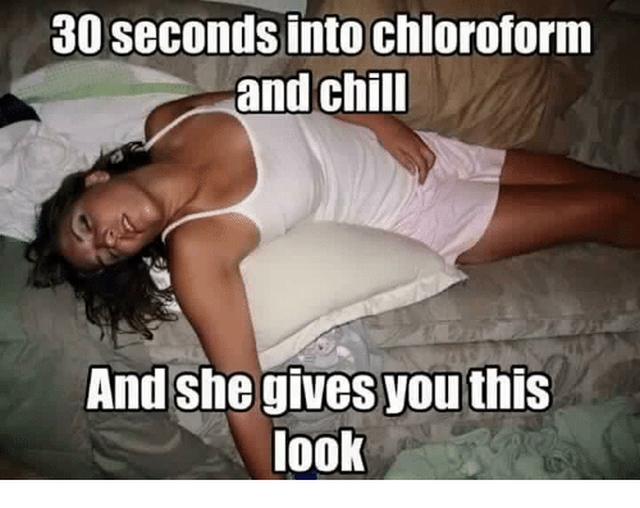 30 seconds into chloroform
and chill
And she gives you this
look